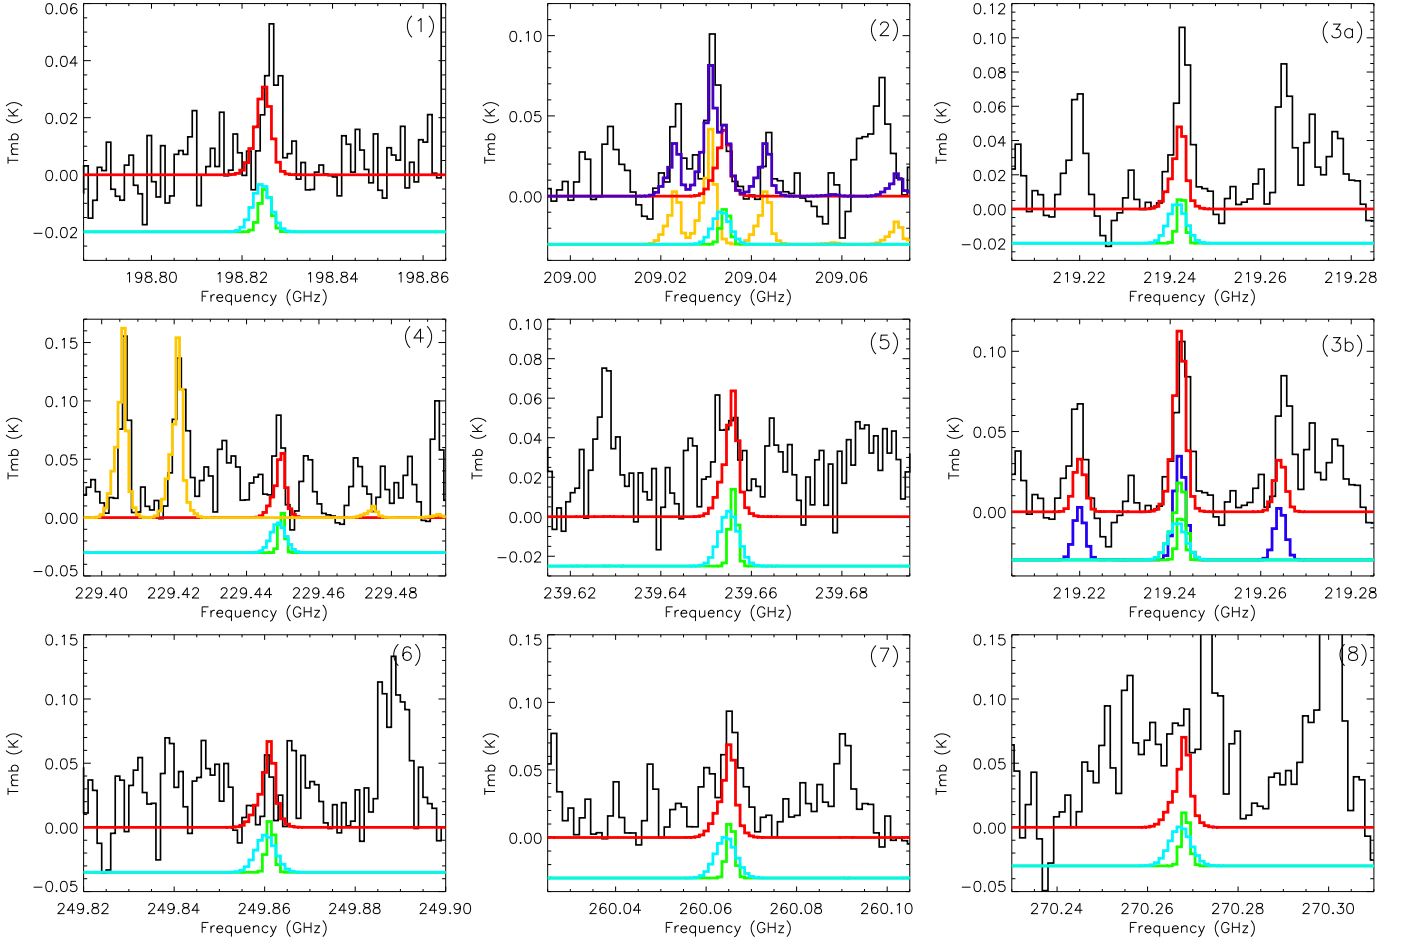 0.06
0.04
0.02
0.00
−0.02
Tmb (K)
(1)
198.80 198.82 198.84 198.86
Frequency (GHz)
0.10
0.05
0.00
Tmb (K)
(2)
209.00 209.02 209.04 209.06
Frequency (GHz)
0.12
0.10
0.08
0.06
0.04
0.02
0.00
−0.02
Tmb (K)
(3a)
219.22 219.24 219.26 219.28
Frequency (GHz)
0.15
0.10
0.05
0.00
−0.05
Tmb (K)
(4)
229.40 229.42 229.44 229.46 229.48
Frequency (GHz)
0.10
0.08
0.06
0.04
0.02
0.00
−0.02
Tmb (K)
(5)
239.62 239.64 239.66 239.68
Frequency (GHz)
0.10
0.05
0.00
Tmb (K)
(3b)
219.22 219.24 219.26 219.28
Frequency (GHz)
0.15
0.10
0.05
0.00
−0.05
Tmb (K)
(6)
249.82 249.84 249.86 249.88 249.90
Frequency (GHz)
0.15
0.10
0.05
0.00
Tmb (K)
(7)
260.04 260.06 260.08 260.10
Frequency (GHz)
0.15
0.10
0.05
0.00
−0.05
Tmb (K)
(8)
270.24 270.26 270.28 270.30
Frequency (GHz)